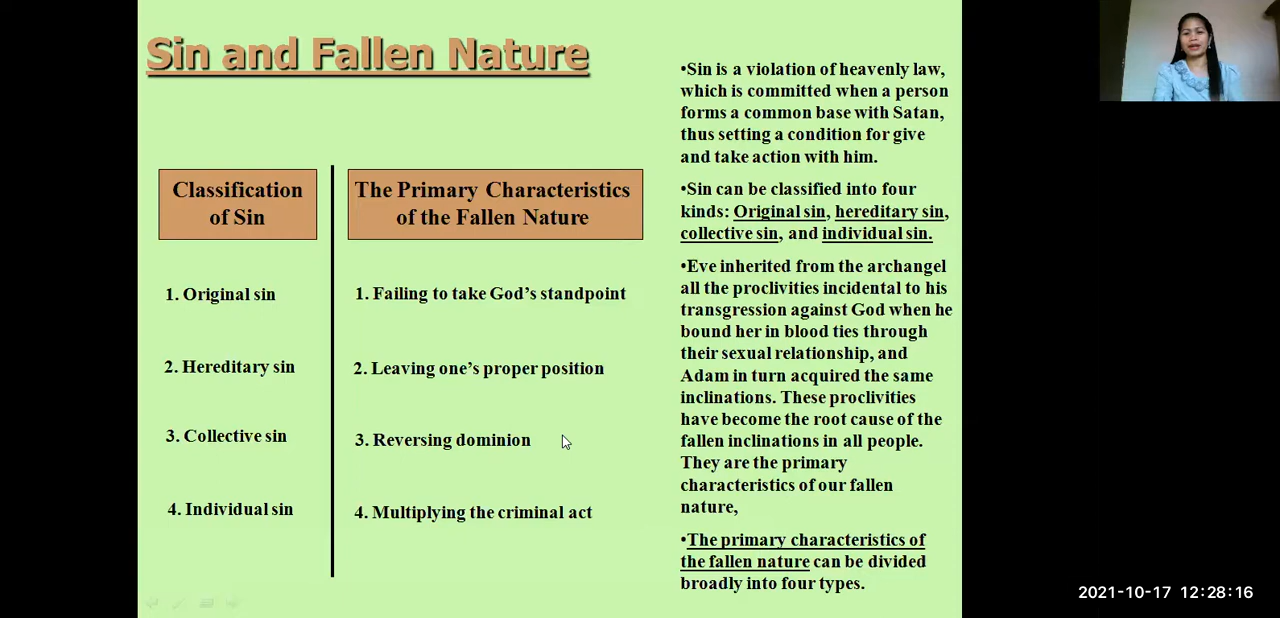 Sin and Fallen Nature
Classification
of Sin
1. Original sin
2. Hereditary sin
3. Collective sin
4. Individual sin
The Primary Characteristics
of the Fallen Nature
1. Failing to take God’s standpoint
2. Leaving one’s proper position
3. Reversing dominion
4. Multiplying the criminal act
•Sin is a violation of heavenly law,
which is committed when a person
forms a common base with Satan,
thus setting a condition for give
and take action with him.
•Sin can be classified into four
kinds: Original sin, hereditary sin,
collective sin, and individual sin.
•Eve inherited from the archangel
all the proclivities incidental to his
transgression against God when he
bound her in blood ties through
their sexual relationship, and
Adam in turn acquired the same
inclinations. These proclivities
have become the root cause of the
fallen inclinations in all people.
They are the primary
characteristics of our fallen
nature,
•The primary characteristics of
the fallen nature can be divided
broadly into four types.
2021-10-17 12:28:16